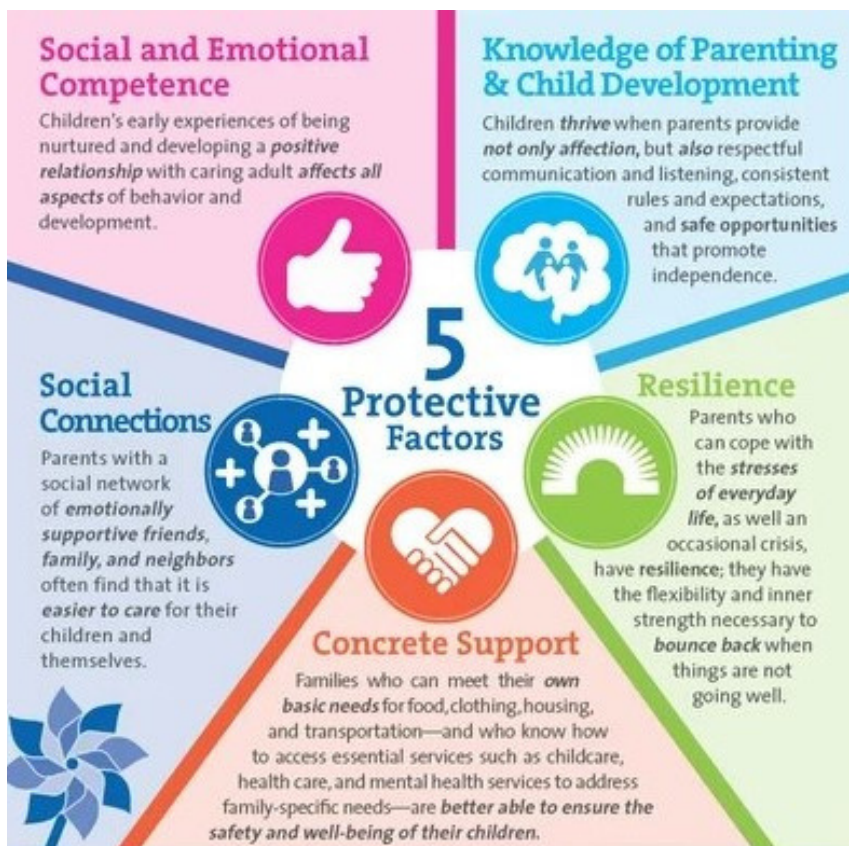 Social and Emotional
Competence
Children's early experiences of being
nurtured and developing a positive
relationship with caring adult affects all
aspects of behavior and
development.
Knowledge of Parenting
& Child Development
Children thrive when parents provide
not only affection, but also respectful
communication and listening, consistent
rules and expectations,
and safe opportunities
that promote
independence.
5
Protective
Factors
Social
Connections
Parents with a
social network
of emotionally
supportive friends,
family, and neighbors
often find that it is
easier to care for their
children and
themselves.
Resilience
Parents who
can cope with
the stresses
of everyday
life, as well an
occasional crisis,
have resilience; they have
the flexibility and inner
strength necessary to
bounce back when
things are not
going well.
Concrete Support
Families who can meet their own
basic needs for food, clothing, housing,
and transportation—and who know how
to access essential services such as childcare,
health care, and mental health services to address
family-specific needs—are better able to ensure the
safety and well-being of their children.